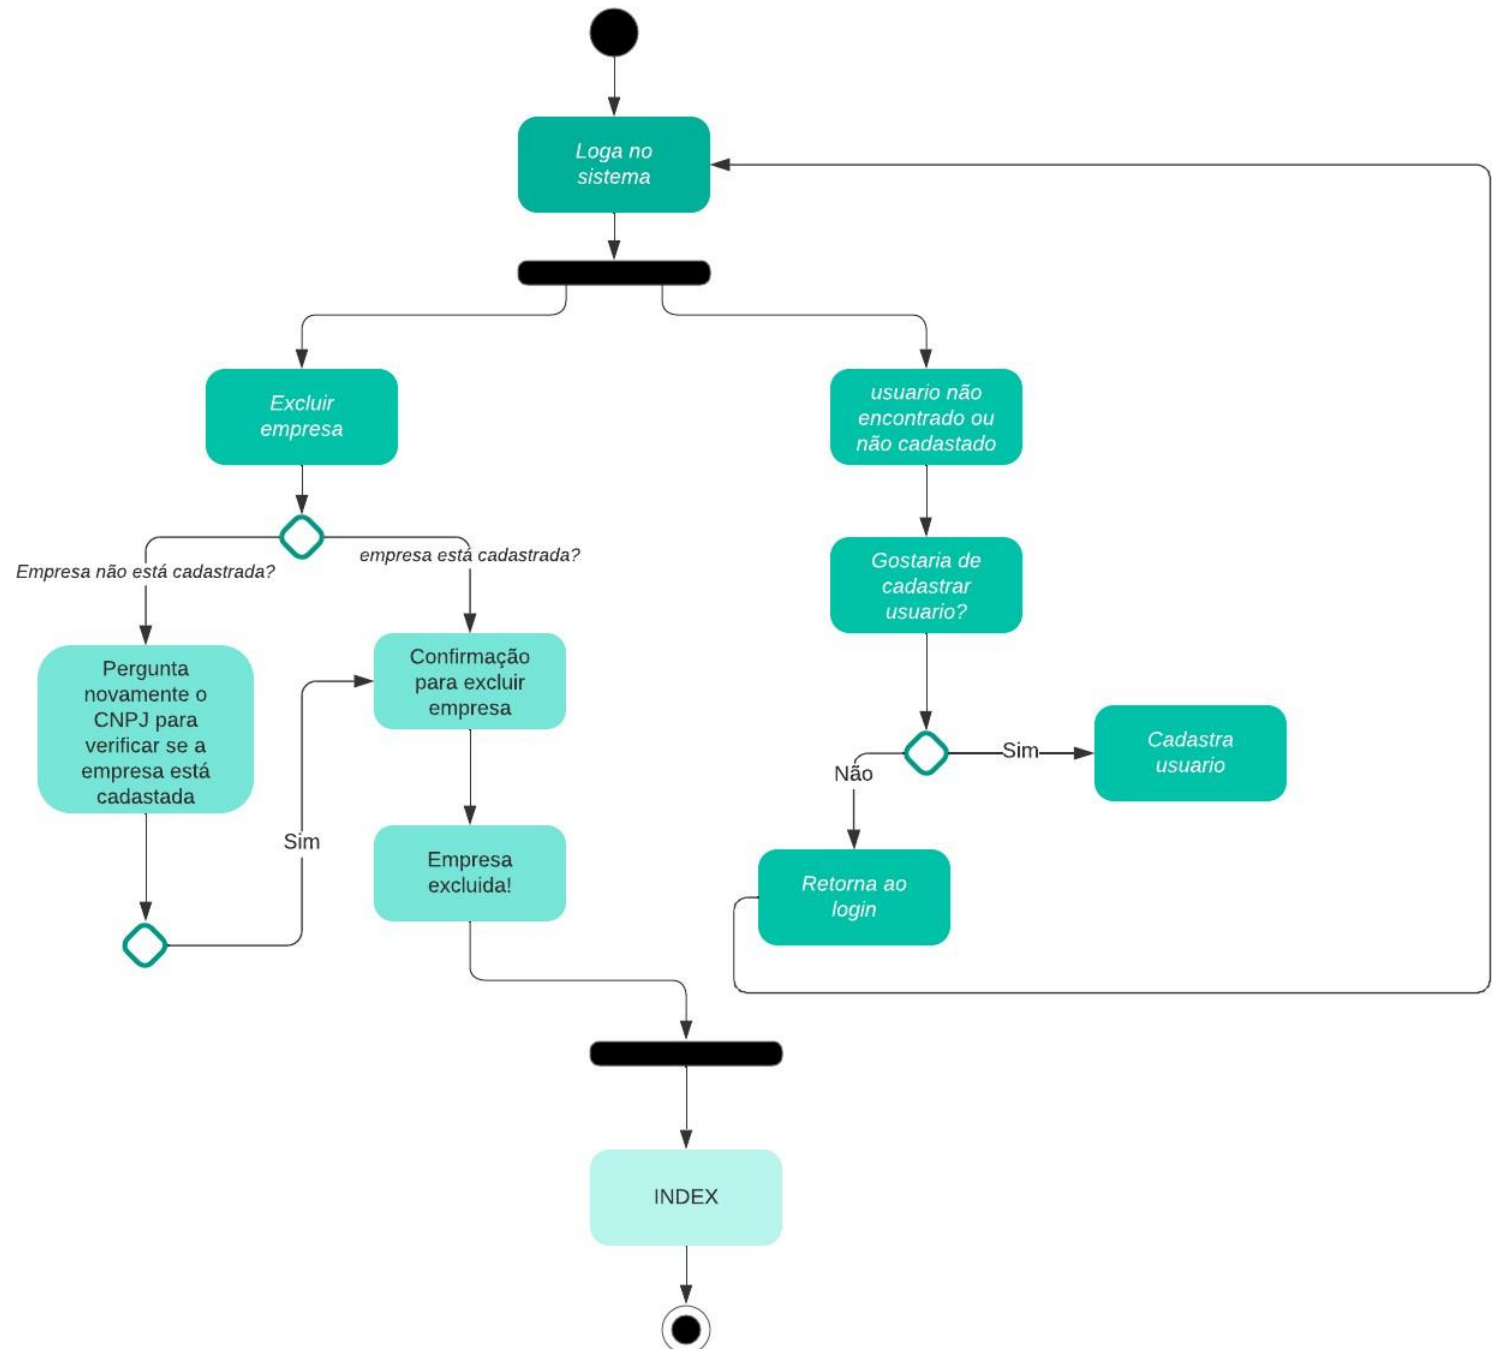 Loga no
sistema
Excluir
empresa
usuario não
encontrado ou
não cadastado
Empresa não está cadastrada?
empresa está cadastrada?
Gostaria de
cadastrar
usuario?
Pergunta
novamente o
CNPJ para
verificar se a
empresa está
cadastada
Confirmação
para excluir
empresa
Não
Sim
Cadastra
usuario
Sim
Empresa
excluida!
Retorna ao
login
INDEX